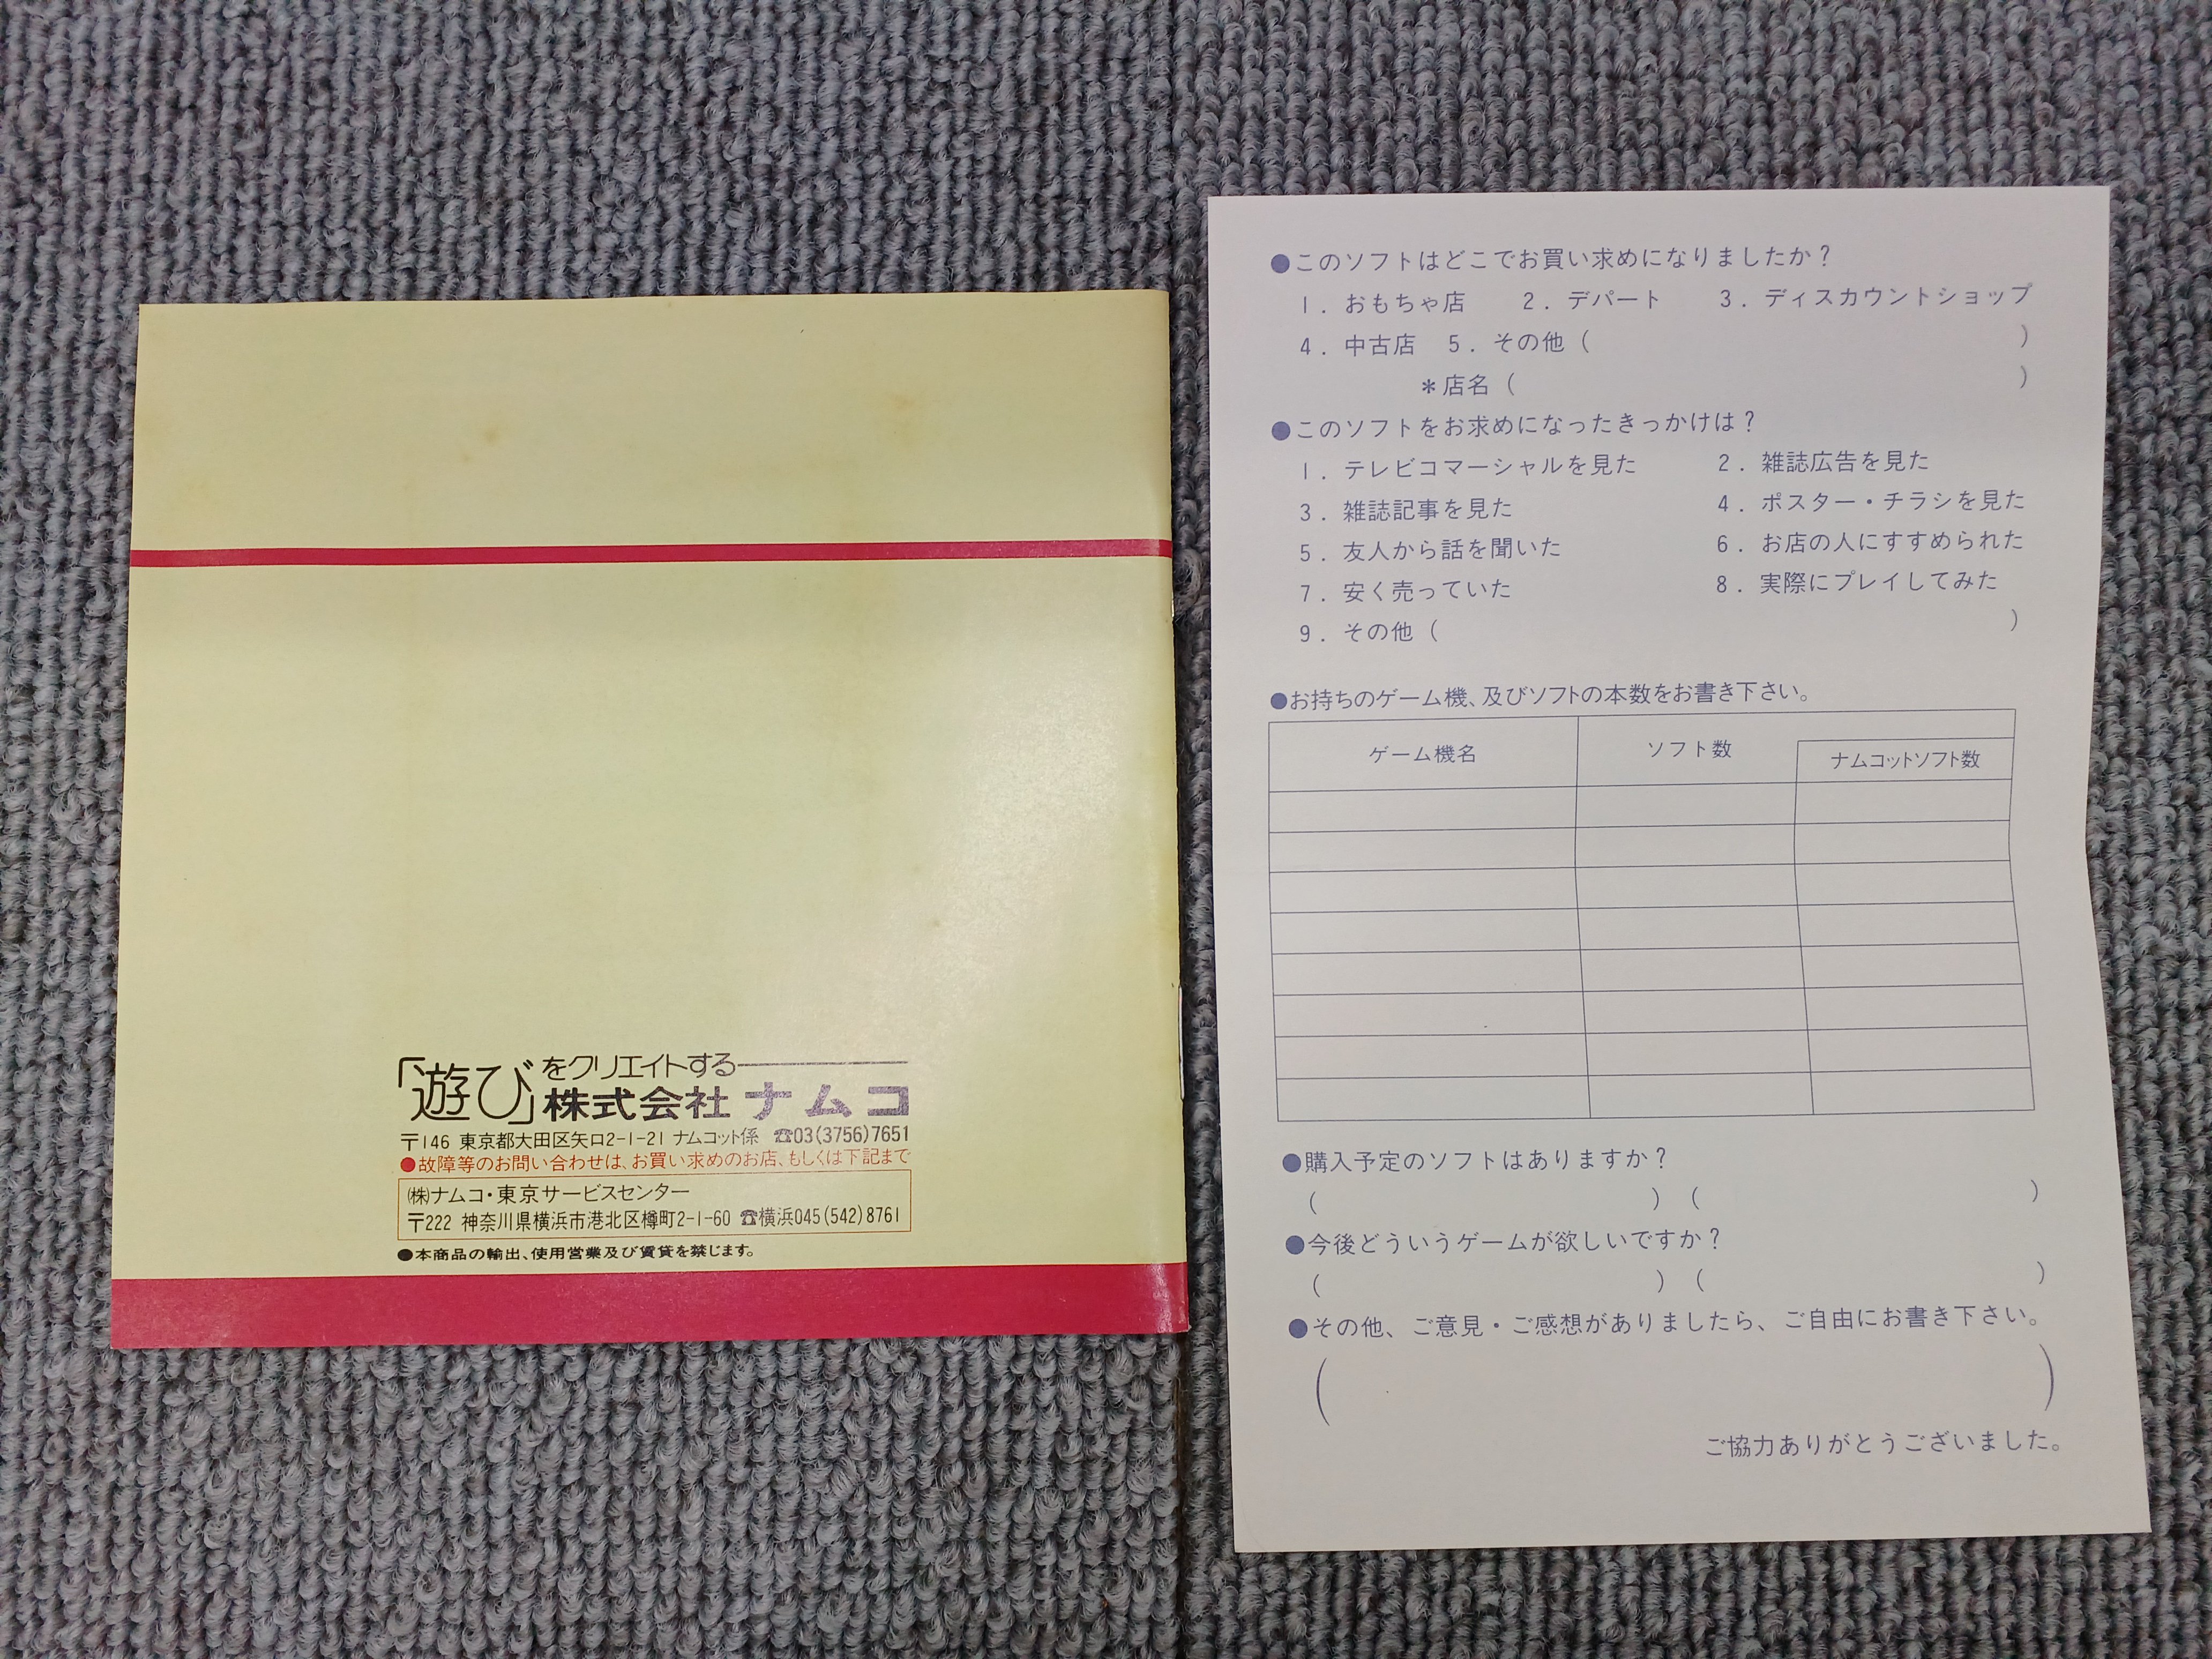 「遊び」をクリエイトする
株式会社ナムコ
〒146 東京都大田区矢口2-1-21 ナムコット係 ☎03(3756)7651
●故障等のお問い合わせは、お買い求めのお店、もしくは下記まで
㈱ナムコ・東京サービスセンター
〒222 神奈川県横浜市港北区樽町2-1-60 ☎横浜045(542)8761
●本商品の輸出、使用営業及び賃貸を禁じます。
●このソフトはどこでお買い求めになりましたか？
1．おもちゃ店 2．デパート 3．ディスカウントショップ
4．中古店 5．その他（ ）
＊店名（ ）
●このソフトをお求めになったきっかけは？
1．テレビコマーシャルを見た 2．雑誌広告を見た
3．雑誌記事を見た 4．ポスター・チラシを見た
5．友人から話を聞いた 6．お店の人にすすめられた
7．安く売っていた 8．実際にプレイしてみた
9．その他（ ）
●お持ちのゲーム機、及びソフトの本数をお書き下さい。
ゲーム機名 ソフト数 ナムコットソフト数
●購入予定のソフトはありますか？
（ ）（ ）
●今後どういうゲームが欲しいですか？
（ ）（ ）
●その他、ご意見・ご感想がありましたら、ご自由にお書き下さい。
（ ）
ご協力ありがとうございました。